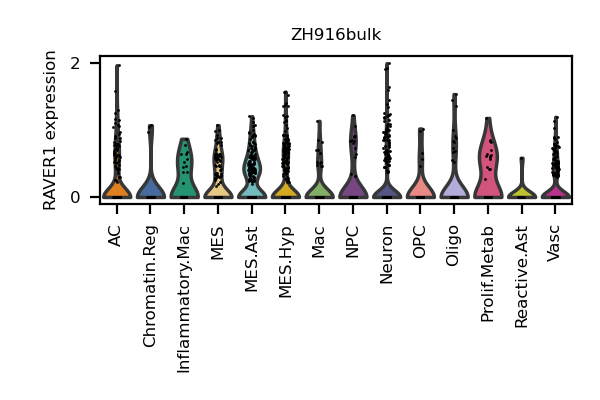 ZH916bulk
RAVER1 expression
2
0
AC
Chromatin.Reg
Inflammatory.Mac
MES
MES.Ast
MES.Hyp
Mac
NPC
Neuron
OPC
Oligo
Prolif.Metab
Reactive.Ast
Vasc